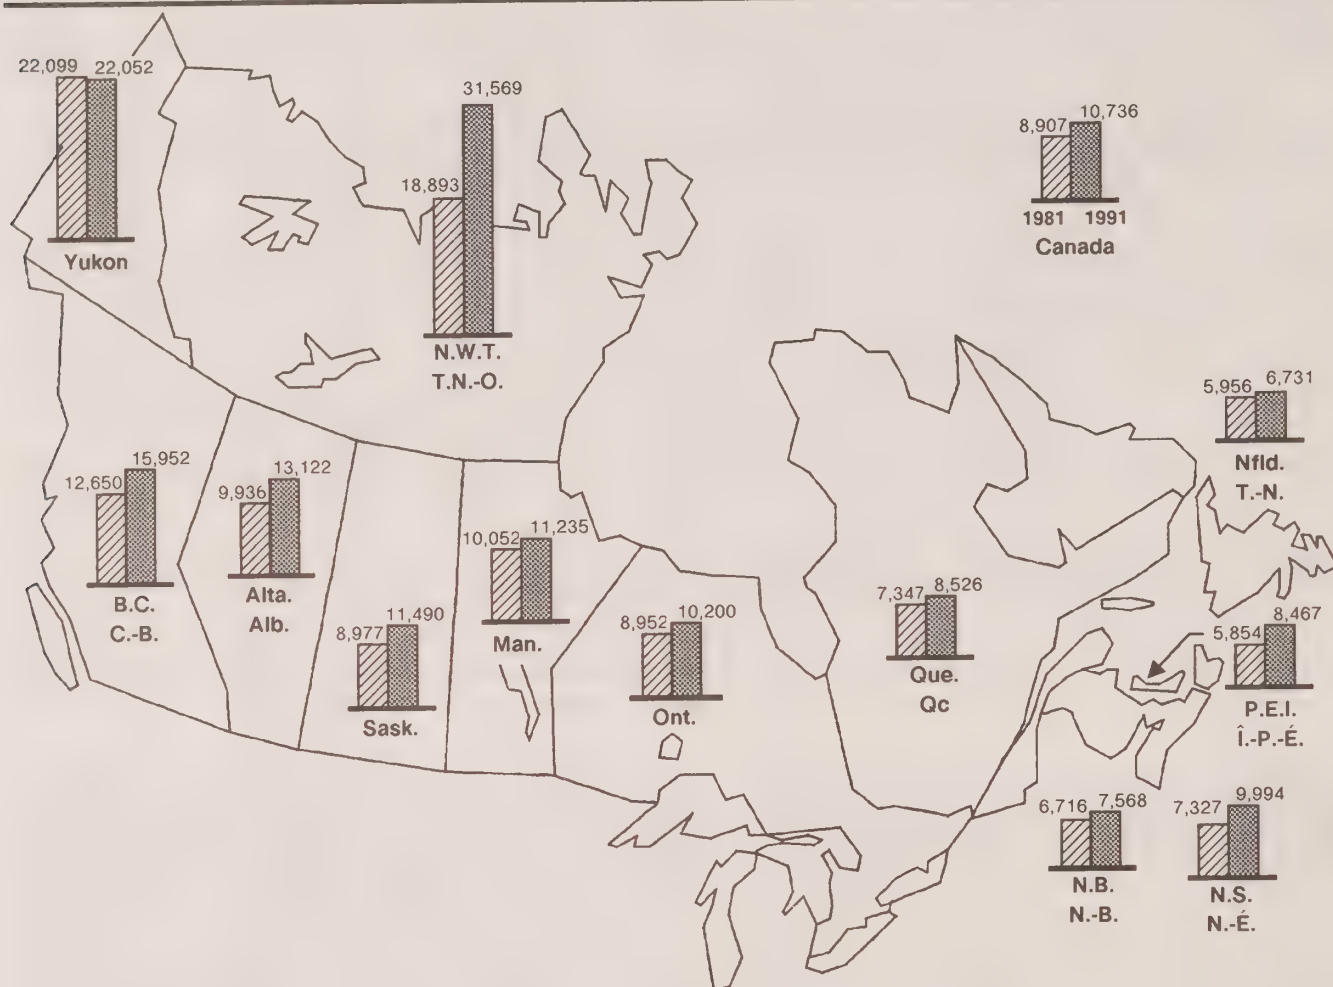 22,099 22,052
Yukon
31,569
18,893
N.W.T.
T.N.-O.
10,736
8,907
1981 1991
Canada
5,956 6,731
Nfld.
T.-N.
15,952
12,650
B.C.
C.-B.
13,122
9,936
Alta.
Alb.
11,490
8,977
Sask.
10,052 11,235
Man.
8,952 10,200
Ont.
7,347 8,526
Que.
Qc
8,467
5,854
P.E.I.
Î.-P.-É.
6,716 7,568
N.B.
N.-B.
9,994
7,327
N.S.
N.-É.